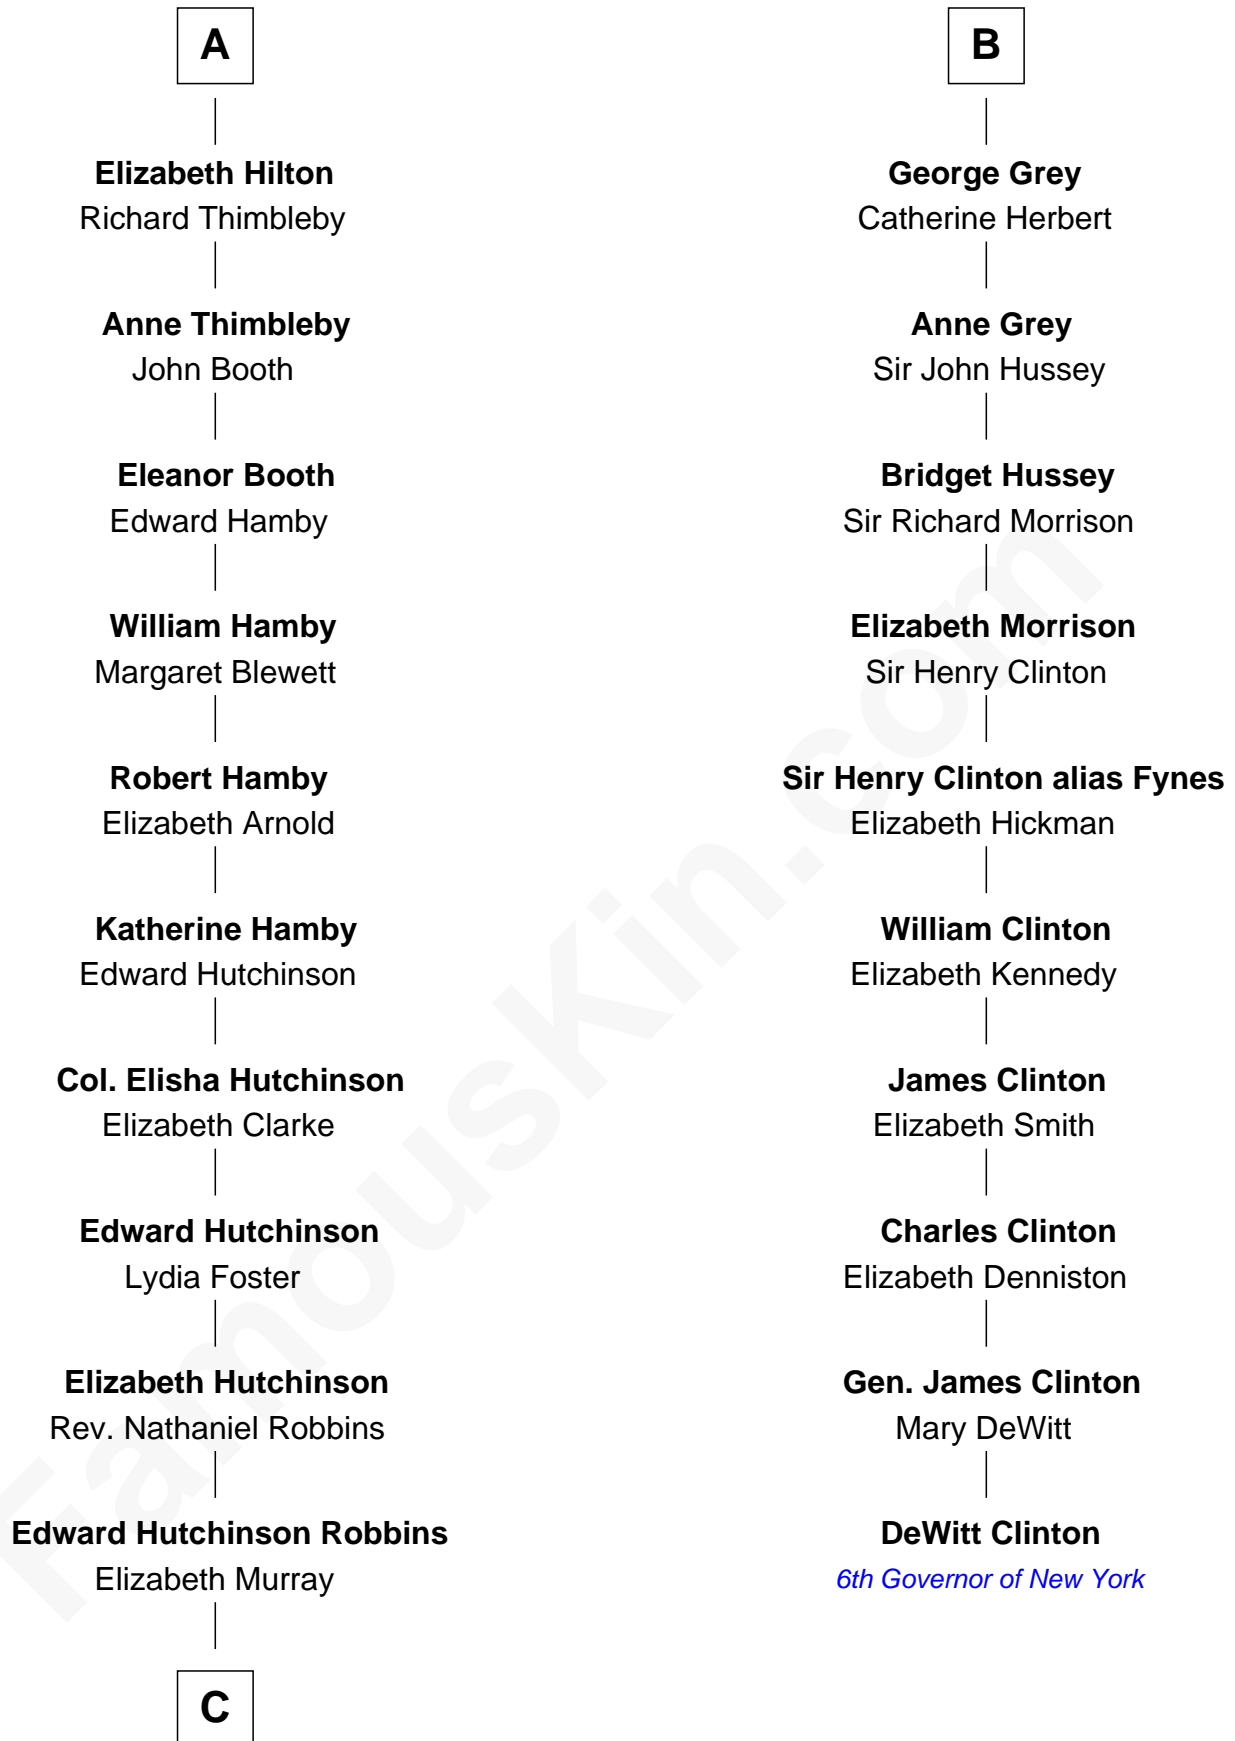 A
Elizabeth Hilton
Richard Thimbleby
Anne Thimbleby
John Booth
Eleanor Booth
Edward Hamby
William Hamby
Margaret Blewett
Robert Hamby
Elizabeth Arnold
Katherine Hamby
Edward Hutchinson
Col. Elisha Hutchinson
Elizabeth Clarke
Edward Hutchinson
Lydia Foster
Elizabeth Hutchinson
Rev. Nathaniel Robbins
Edward Hutchinson Robbins
Elizabeth Murray
C
B
George Grey
Catherine Herbert
Anne Grey
Sir John Hussey
Bridget Hussey
Sir Richard Morrison
Elizabeth Morrison
Sir Henry Clinton
Sir Henry Clinton alias Fynes
Elizabeth Hickman
William Clinton
Elizabeth Kennedy
James Clinton
Elizabeth Smith
Charles Clinton
Elizabeth Denniston
Gen. James Clinton
Mary DeWitt
DeWitt Clinton
6th Governor of New York
FamousKin.com